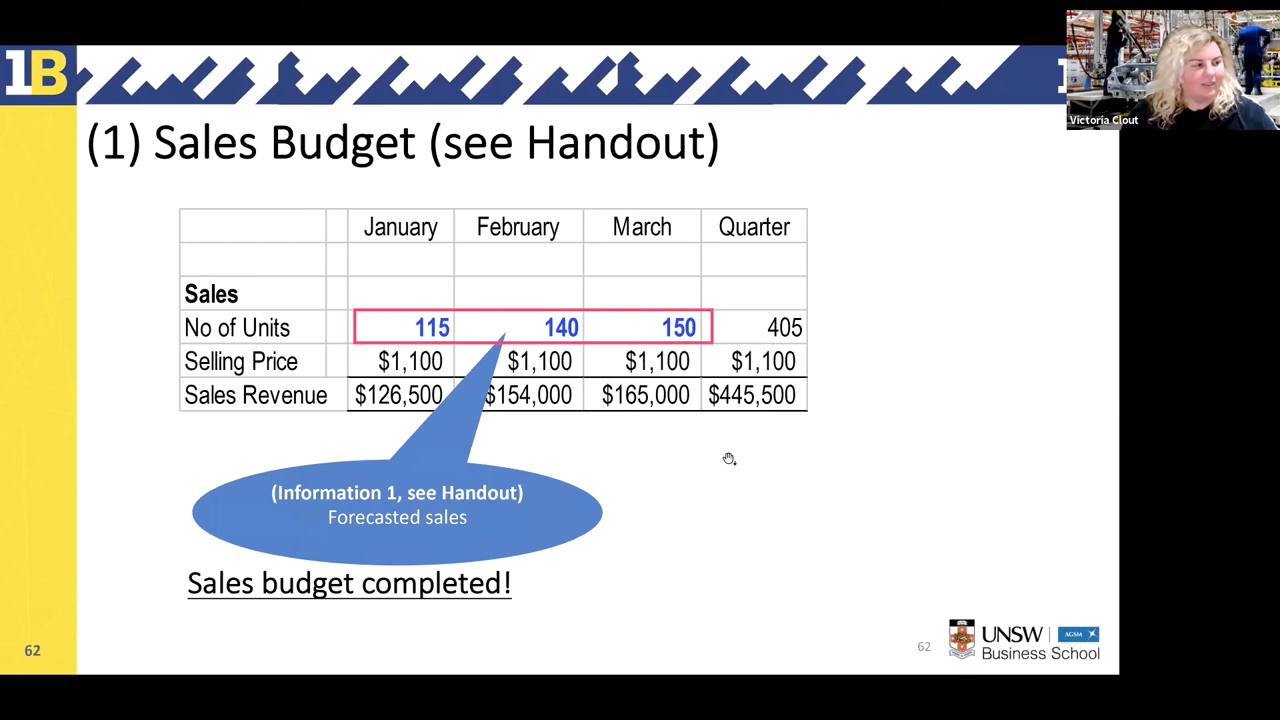 1B
1
Victoria Clout
(1) Sales Budget (see Handout)
January February March Quarter
Sales
No of Units 115 140 150 405
Selling Price $1,100 $1,100 $1,100 $1,100
Sales Revenue $126,500 $154,000 $165,000 $445,500
(Information 1, see Handout)
Forecasted sales
Sales budget completed!
62
62
UNSW AGSM
Business School